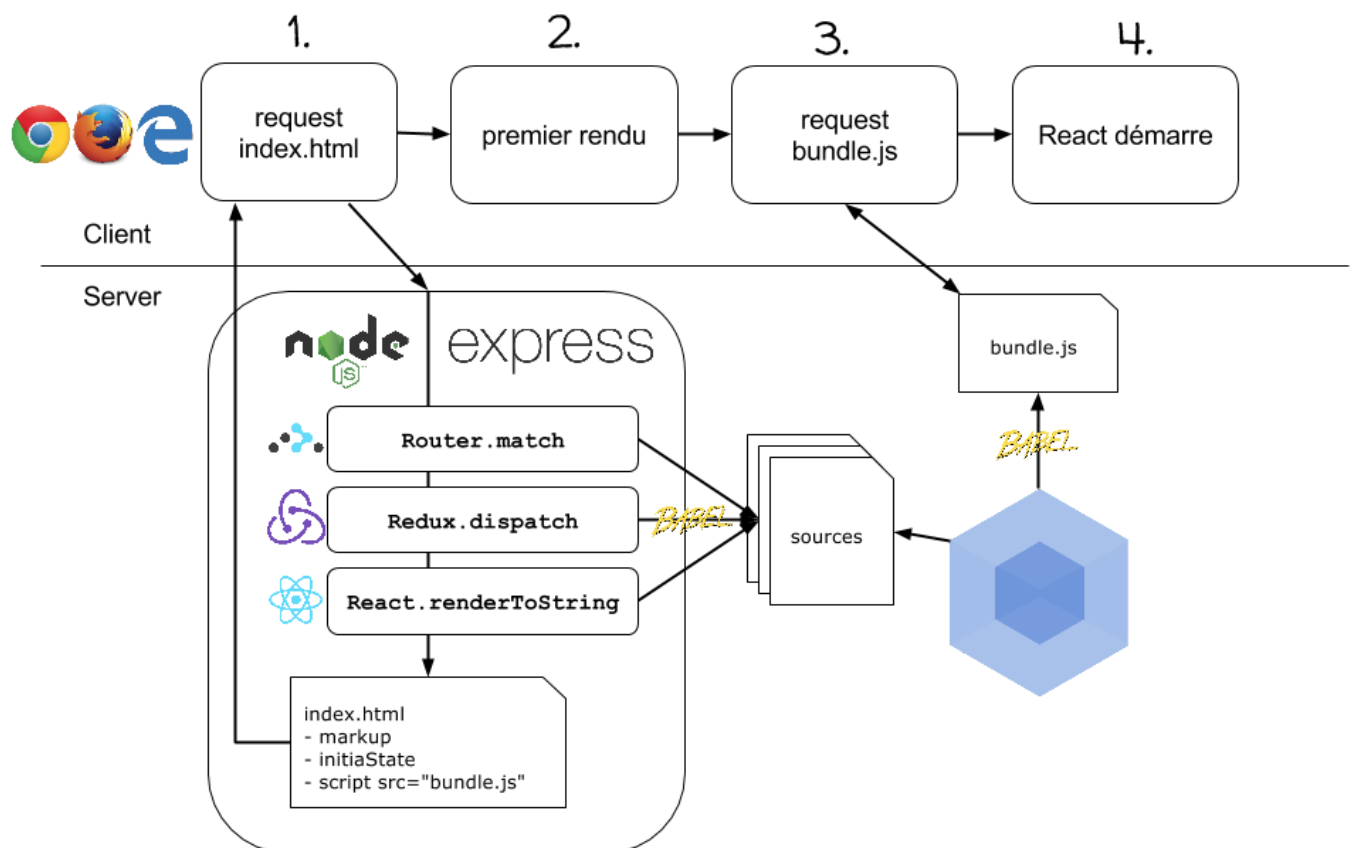 1.
2.
3.
4.
request
index.html
premier rendu
request
bundle.js
React démarre
Client
Server
node
JS
express
bundle.js
Router.match
BABEL
Redux.dispatch
BABEL
sources
React.renderToString
index.html
- markup
- initiaState
- script src="bundle.js"